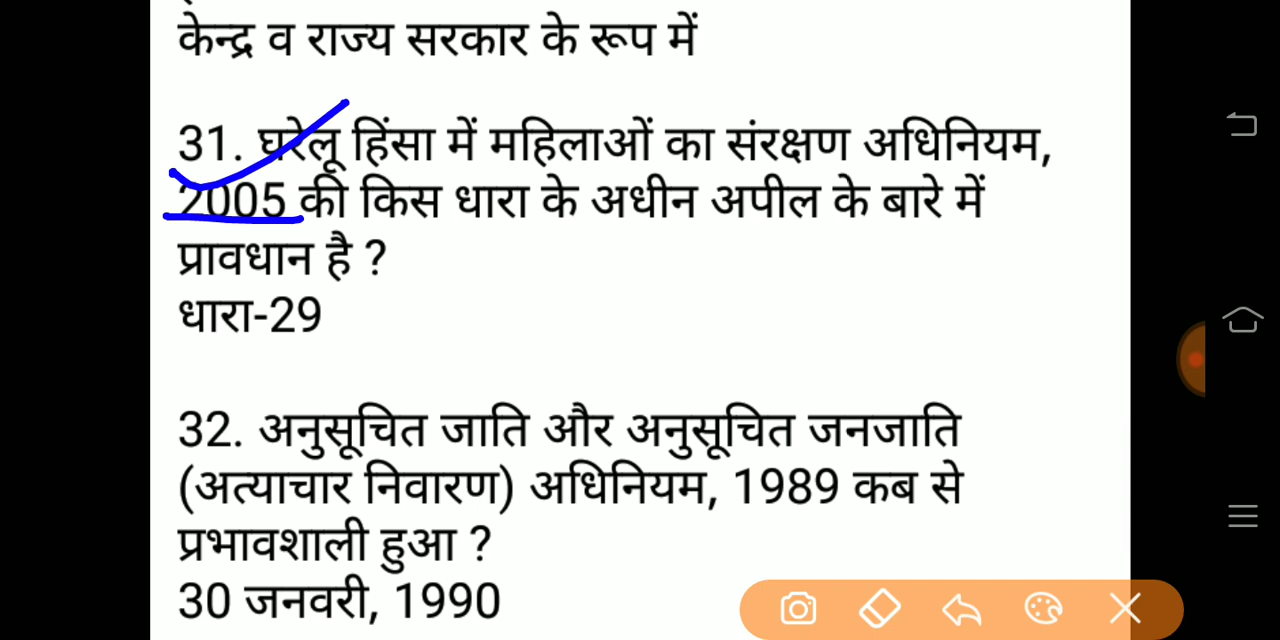 केन्द्र व राज्य सरकार के रूप में
31. घरेलू हिंसा में महिलाओं का संरक्षण अधिनियम,
2005 की किस धारा के अधीन अपील के बारे में
प्रावधान है ?
धारा-29
32. अनुसूचित जाति और अनुसूचित जनजाति
(अत्याचार निवारण) अधिनियम, 1989 कब से
प्रभावशाली हुआ ?
30 जनवरी, 1990